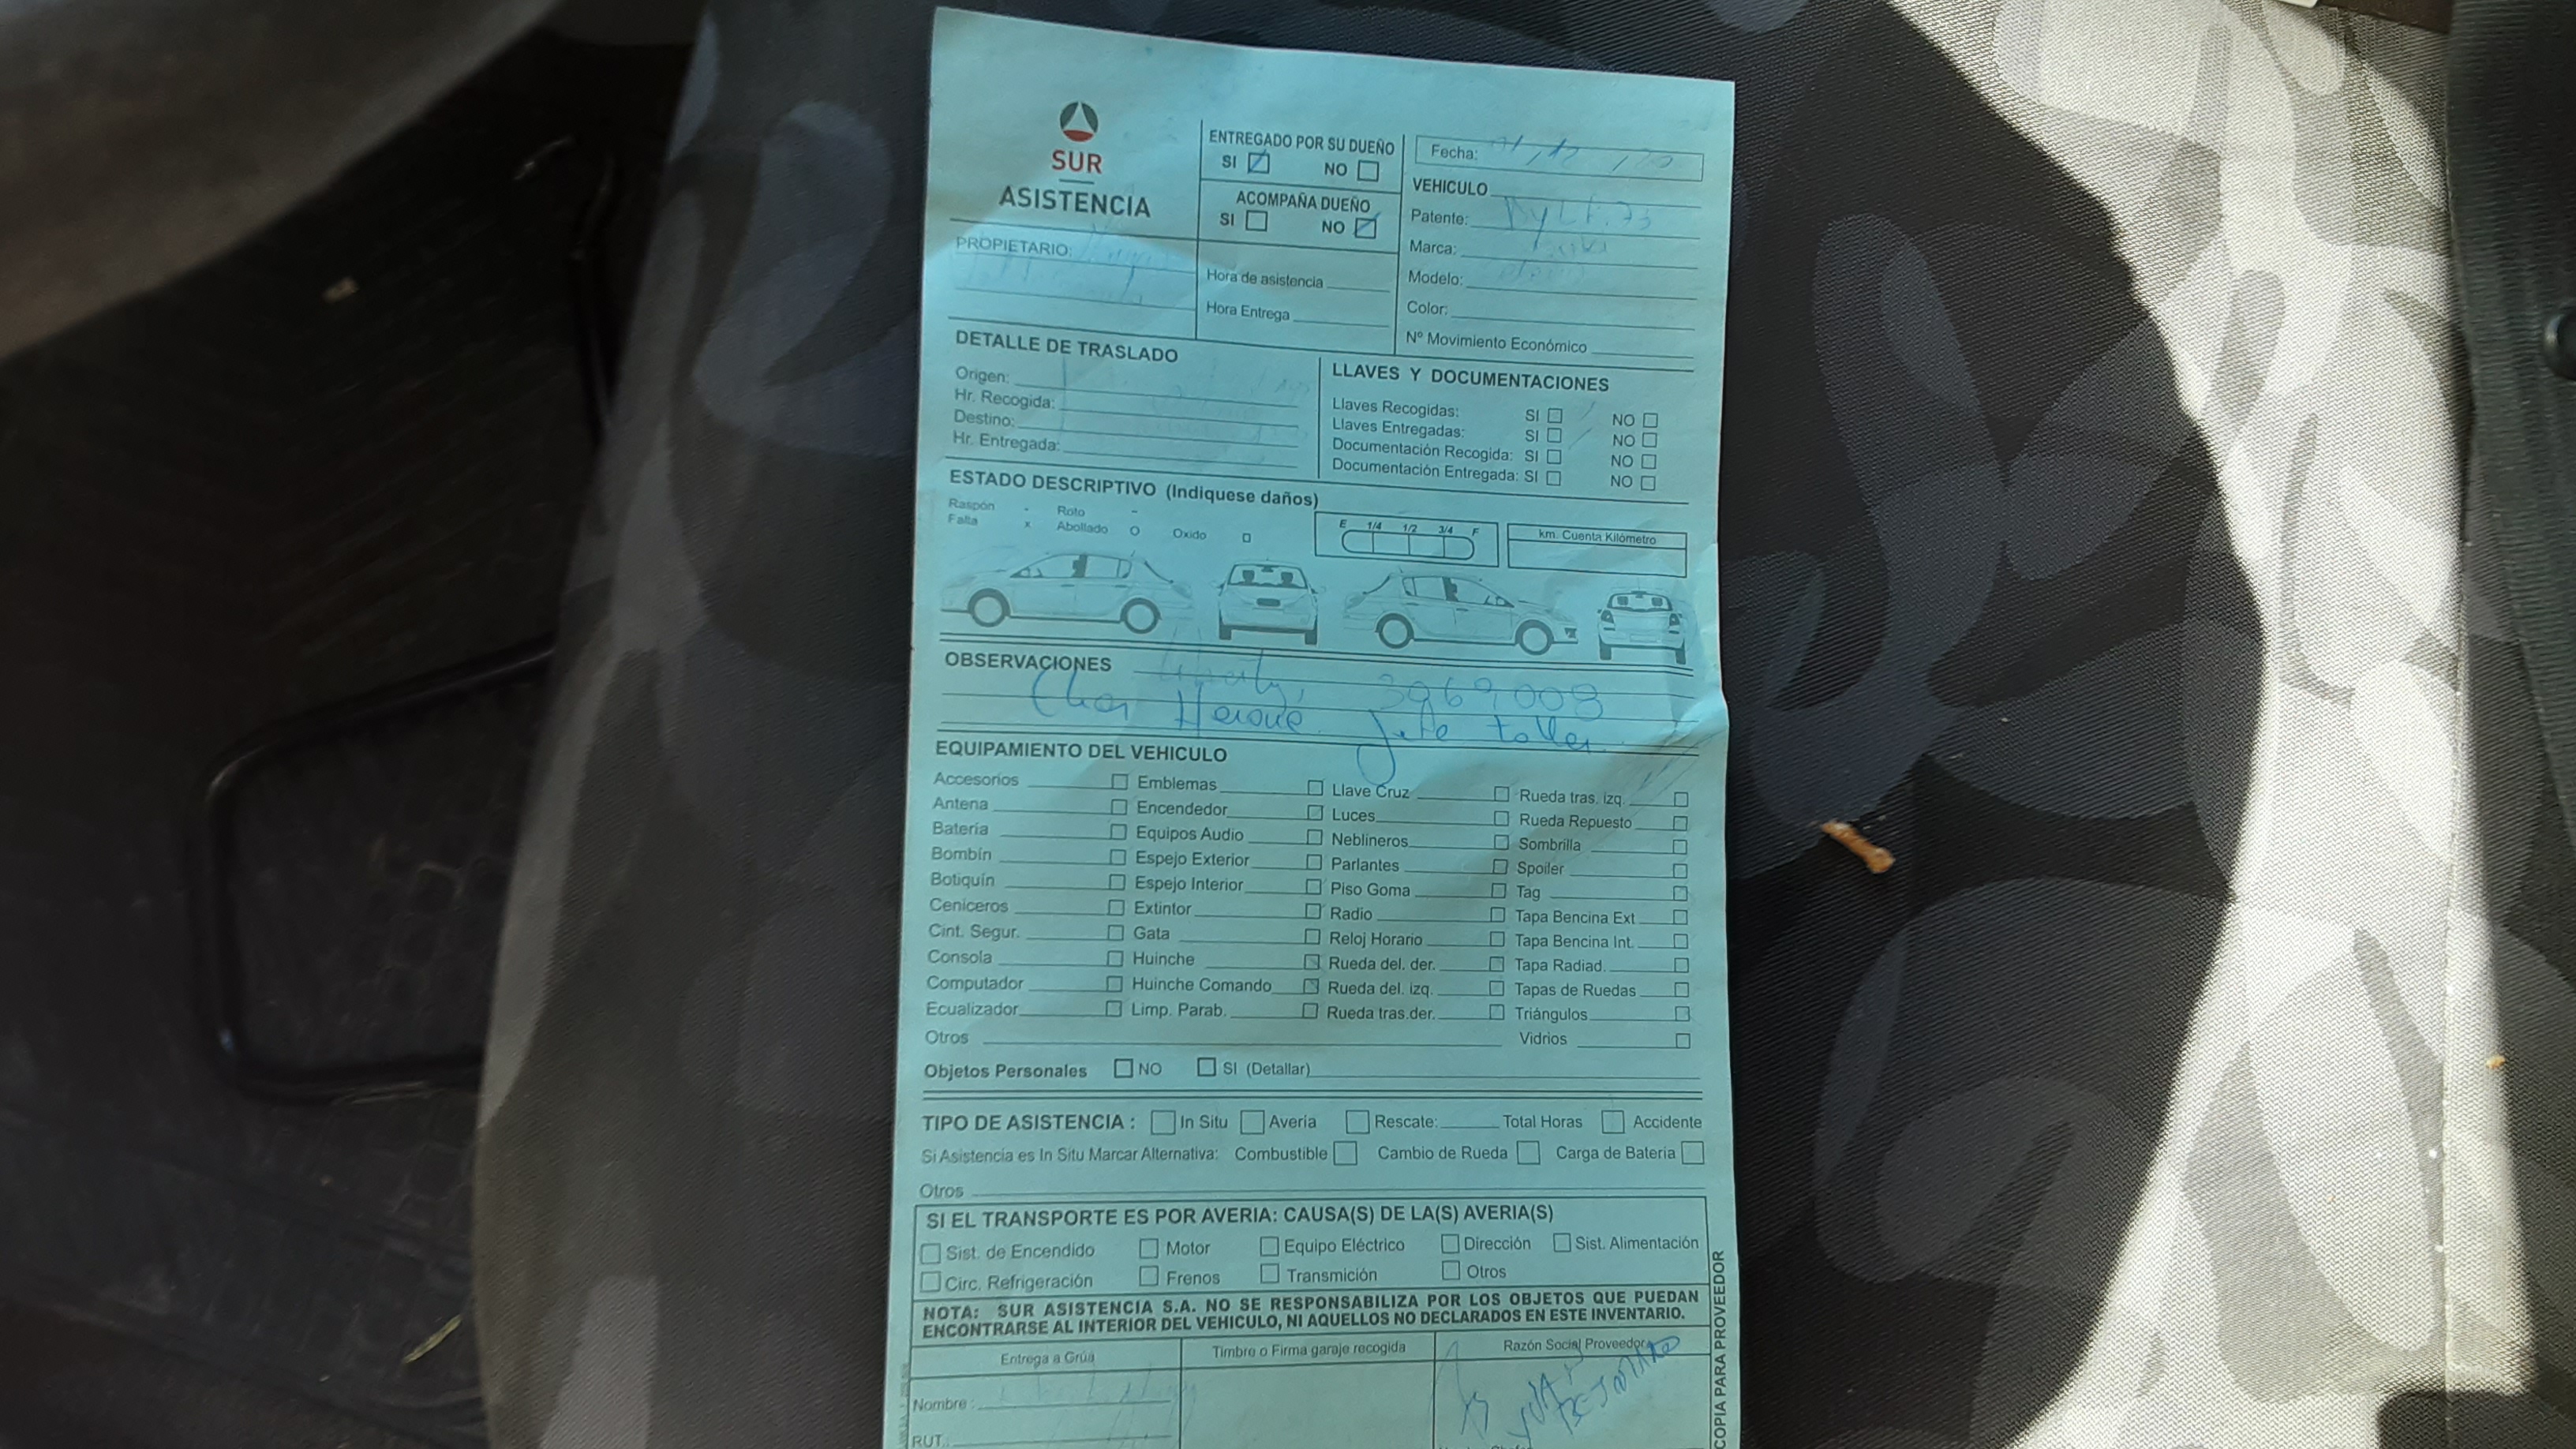 SUR
ASISTENCIA
ENTREGADO POR SU DUEÑO
SI NO
ACOMPAÑA DUEÑO
SI NO
Fecha:
VEHICULO
Patente:
Marca:
Modelo:
Color:
Nº Movimiento Económico
PROPIETARIO:
Hora de asistencia
Hora Entrega
DETALLE DE TRASLADO
Origen:
Hr. Recogida:
Destino:
Hr. Entregada:
LLAVES Y DOCUMENTACIONES
Llaves Recogidas: SI NO
Llaves Entregadas: SI NO
Documentación Recogida: SI NO
Documentación Entregada: SI NO
ESTADO DESCRIPTIVO (Indiquese daños)
Raspón - Roto -
Falta x Abollado O Oxido
E 1/4 1/2 3/4 F
km. Cuenta Kilómetro
OBSERVACIONES
3969008
Jefe taller
EQUIPAMIENTO DEL VEHICULO
Accesorios Emblemas Llave Cruz Rueda tras. izq.
Antena Encendedor Luces Rueda Repuesto
Batería Equipos Audio Neblineros Sombrilla
Bombín Espejo Exterior Parlantes Spoiler
Botiquín Espejo Interior Piso Goma Tag
Ceniceros Extintor Radio Tapa Bencina Ext
Cint. Segur. Gata Reloj Horario Tapa Bencina Int.
Consola Huinche Rueda del. der. Tapa Radiad.
Computador Huinche Comando Rueda del. izq. Tapas de Ruedas
Ecualizador Limp. Parab. Rueda tras.der. Triángulos
Otros Vidrios
Objetos Personales NO SI (Detallar)
TIPO DE ASISTENCIA : In Situ Avería Rescate: Total Horas Accidente
Si Asistencia es In Situ Marcar Alternativa: Combustible Cambio de Rueda Carga de Bateria
Otros
SI EL TRANSPORTE ES POR AVERIA: CAUSA(S) DE LA(S) AVERIA(S)
Sist. de Encendido Motor Equipo Eléctrico Dirección Sist. Alimentación
Circ. Refrigeración Frenos Transmición Otros
NOTA: SUR ASISTENCIA S.A. NO SE RESPONSABILIZA POR LOS OBJETOS QUE PUEDAN
ENCONTRARSE AL INTERIOR DEL VEHICULO, NI AQUELLOS NO DECLARADOS EN ESTE INVENTARIO.
Entrega a Grúa
Timbre o Firma garaje recogida
Razón Social Proveedor
Nombre :
RUT.:
COPIA PARA PROVEEDOR